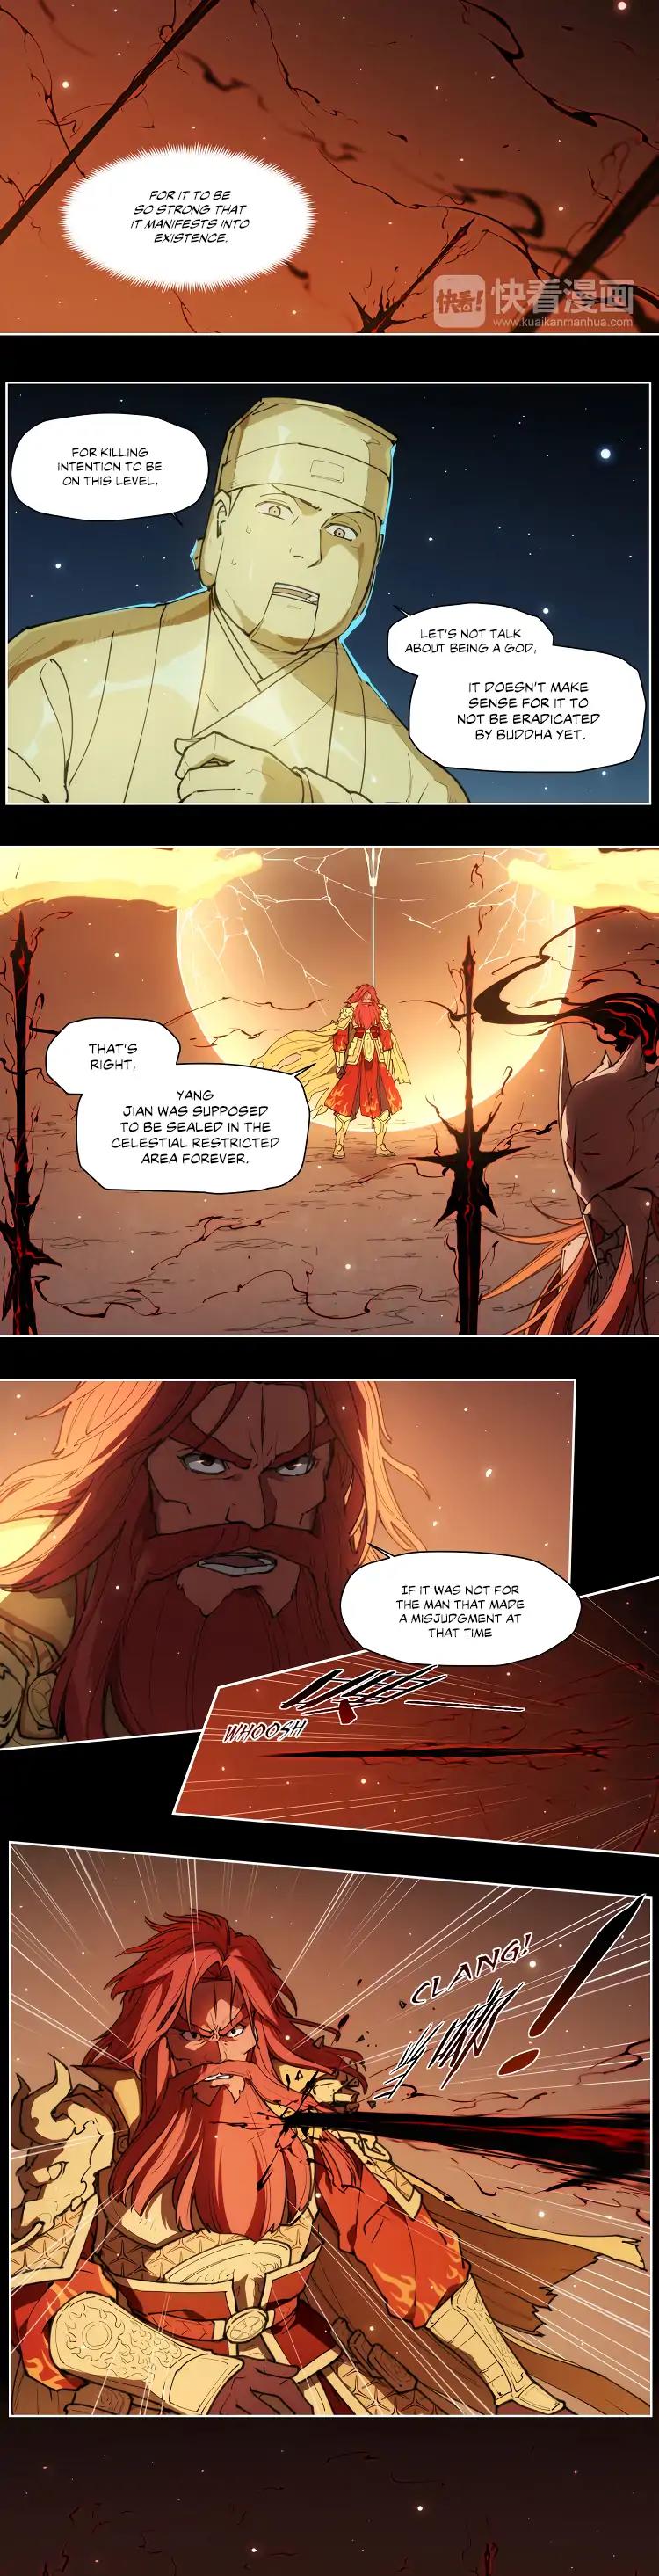 FOR IT TO BE
SO STRONG THAT
IT MANIFESTS INTO
EXISTENCE.
快看!
快看漫画
www.kuaikanmanhua.com
FOR KILLING
INTENTION TO BE
ON THIS LEVEL,
LET'S NOT TALK
ABOUT BEING A GOD,
IT DOESN'T MAKE
SENSE FOR IT TO
NOT BE ERADICATED
BY BUDDHA YET.
THAT'S
RIGHT,
YANG
JIAN WAS SUPPOSED
TO BE SEALED IN THE
CELESTIAL RESTRICTED
AREA FOREVER.
IF IT WAS NOT FOR
THE MAN THAT MADE
A MISJUDGMENT AT
THAT TIME
WHOOSH
CLANG!